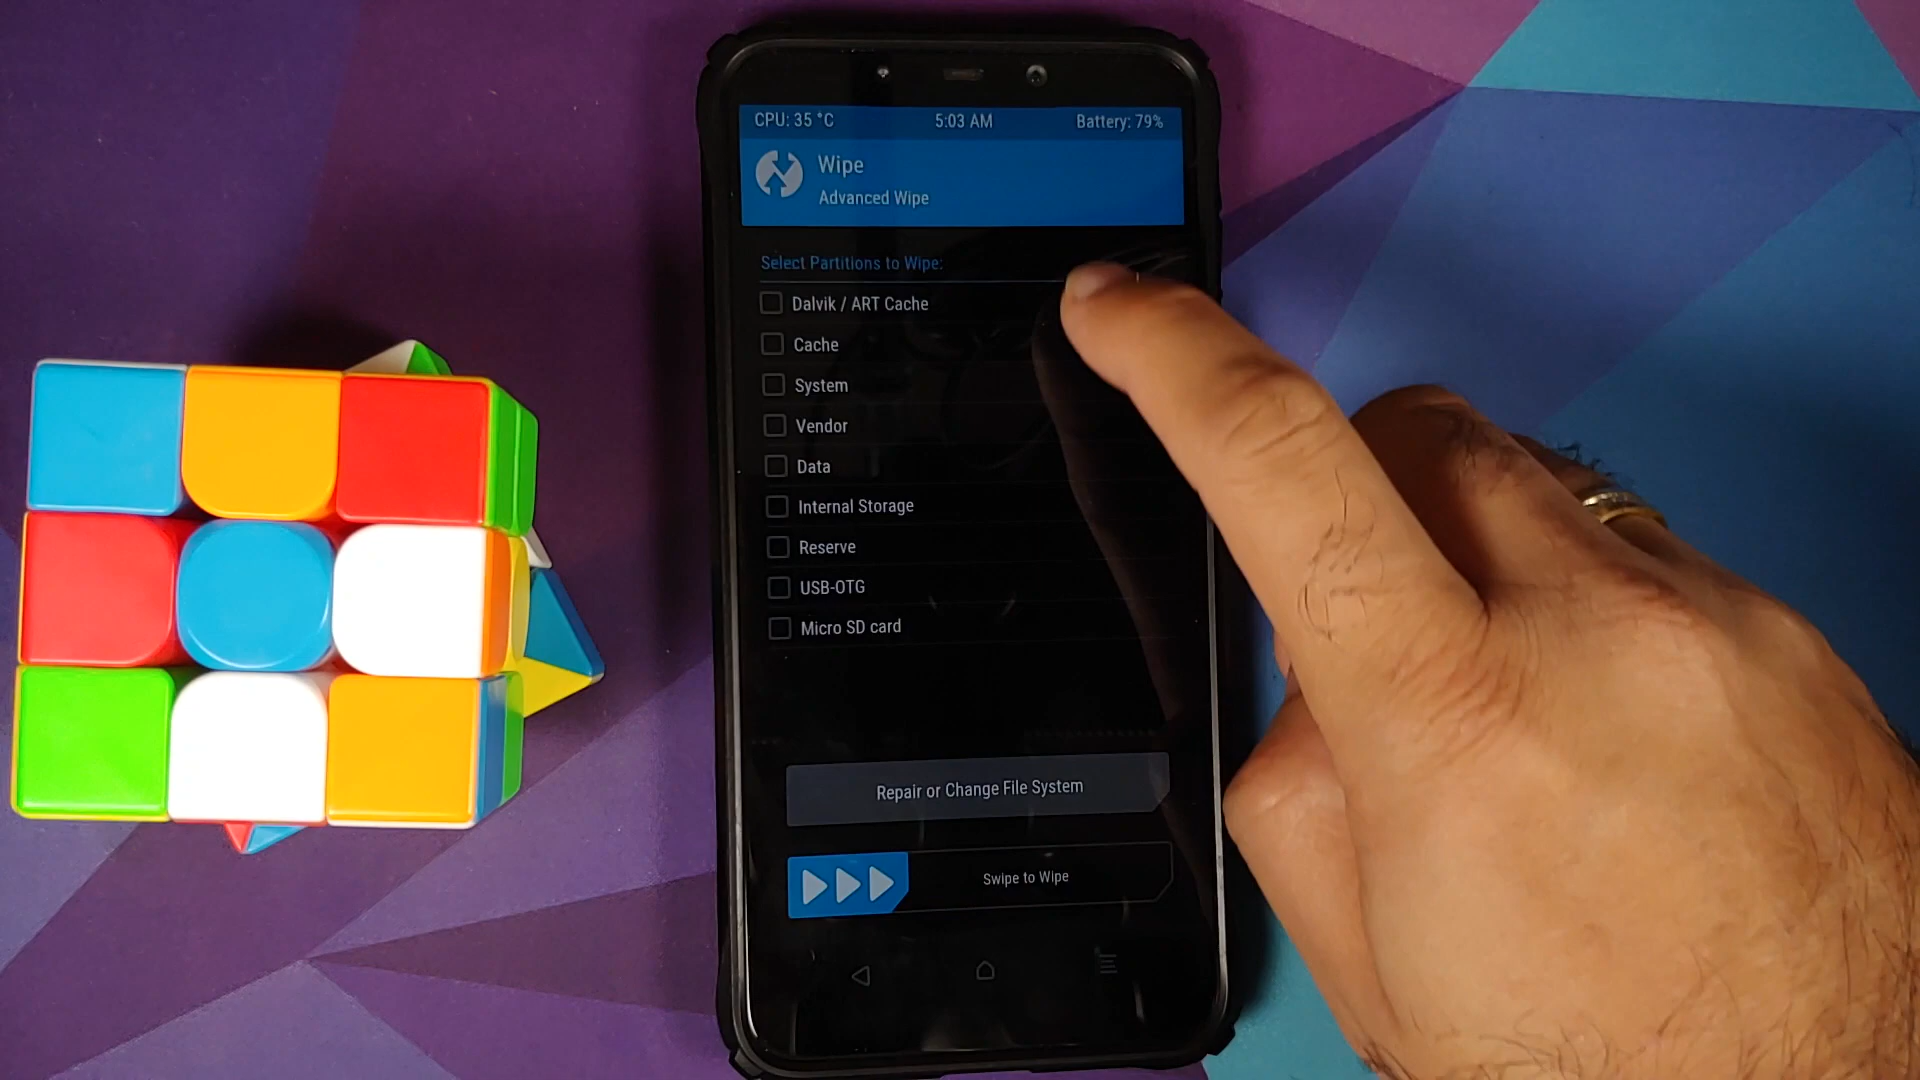 CPU: 35 °C 5:03 AM Battery: 79%
Wipe
Advanced Wipe
Select Partitions to Wipe:
Dalvik / ART Cache
Cache
System
Vendor
Data
Internal Storage
Reserve
USB-OTG
Micro SD card
Repair or Change File System
Swipe to Wipe